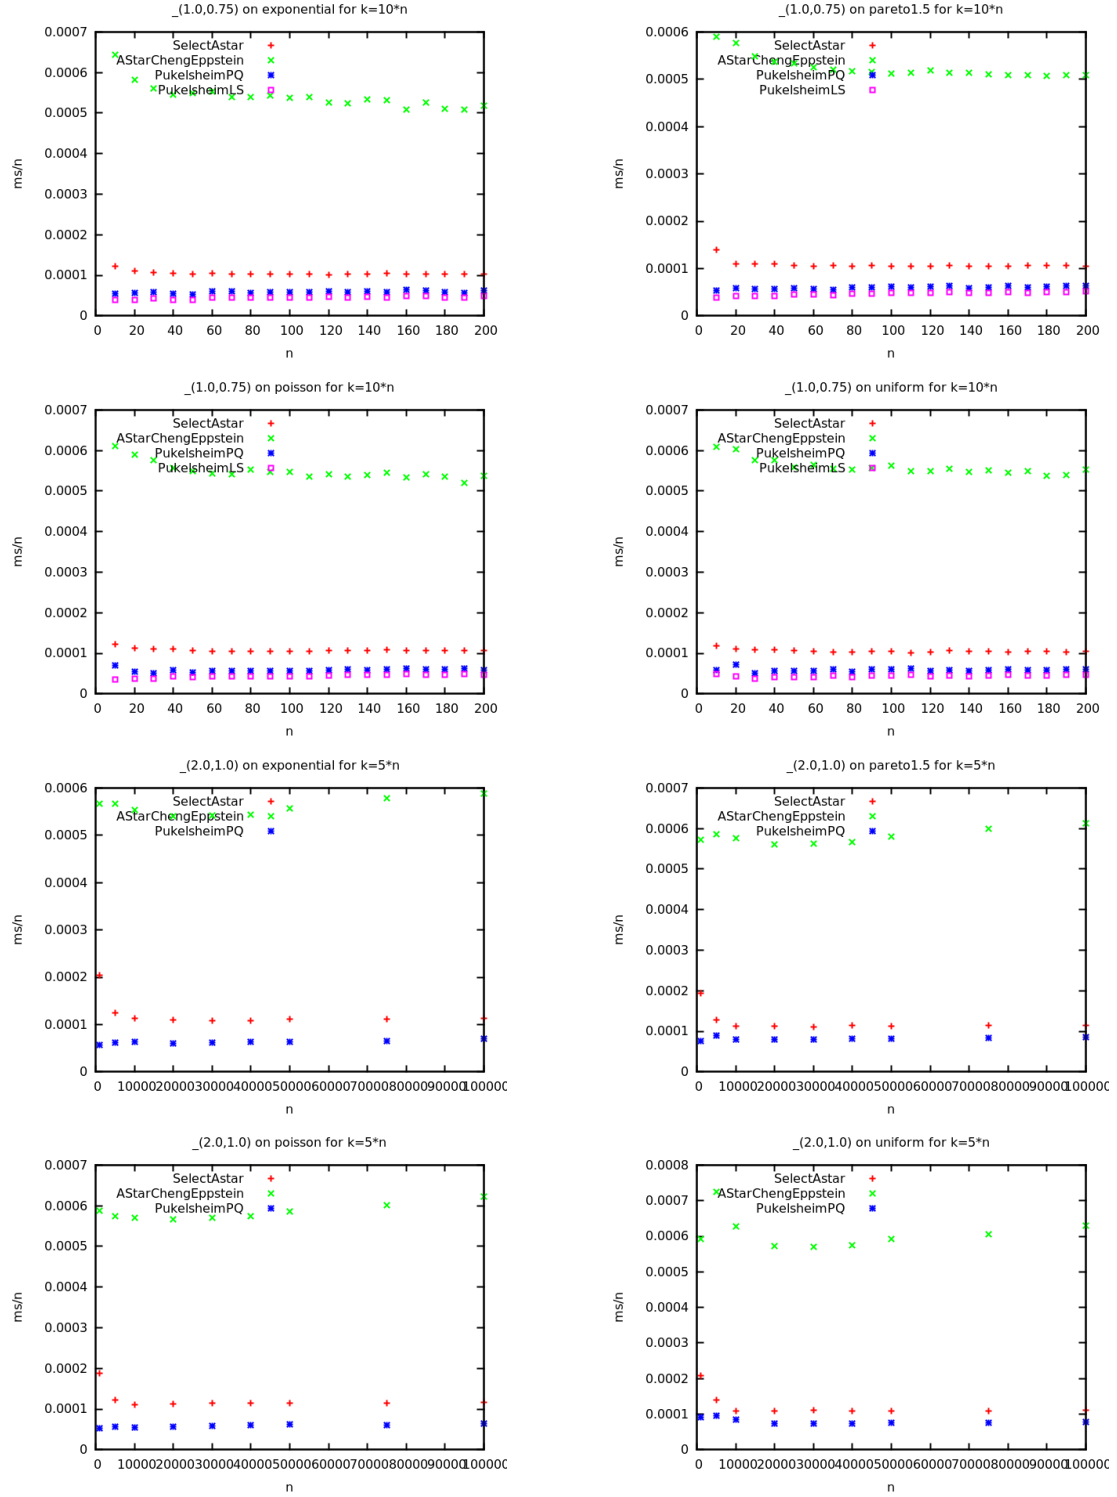 _(1.0,0.75) on exponential for k=10*n
0.0007
0.0006
0.0005
0.0004
0.0003
0.0002
0.0001
0
ms/n
SelectAstar
AStarChengEppstein
PukelsheimPQ
PukelsheimLS
0 20 40 60 80 100 120 140 160 180 200
n
_(1.0,0.75) on pareto1.5 for k=10*n
0.0006
0.0005
0.0004
0.0003
0.0002
0.0001
0
ms/n
SelectAstar
AStarChengEppstein
PukelsheimPQ
PukelsheimLS
0 20 40 60 80 100 120 140 160 180 200
n
_(1.0,0.75) on poisson for k=10*n
0.0007
0.0006
0.0005
0.0004
0.0003
0.0002
0.0001
0
ms/n
SelectAstar
AStarChengEppstein
PukelsheimPQ
PukelsheimLS
0 20 40 60 80 100 120 140 160 180 200
n
_(1.0,0.75) on uniform for k=10*n
0.0007
0.0006
0.0005
0.0004
0.0003
0.0002
0.0001
0
ms/n
SelectAstar
AStarChengEppstein
PukelsheimPQ
PukelsheimLS
0 20 40 60 80 100 120 140 160 180 200
n
_(2.0,1.0) on exponential for k=5*n
0.0006
0.0005
0.0004
0.0003
0.0002
0.0001
0
ms/n
SelectAstar
AStarChengEppstein
PukelsheimPQ
0 10000 20000 30000 40000 50000 60000 70000 80000 90000 100000
n
_(2.0,1.0) on pareto1.5 for k=5*n
0.0007
0.0006
0.0005
0.0004
0.0003
0.0002
0.0001
0
ms/n
SelectAstar
AStarChengEppstein
PukelsheimPQ
0 10000 20000 30000 40000 50000 60000 70000 80000 90000 100000
n
_(2.0,1.0) on poisson for k=5*n
0.0007
0.0006
0.0005
0.0004
0.0003
0.0002
0.0001
0
ms/n
SelectAstar
AStarChengEppstein
PukelsheimPQ
0 10000 20000 30000 40000 50000 60000 70000 80000 90000 100000
n
_(2.0,1.0) on uniform for k=5*n
0.0008
0.0007
0.0006
0.0005
0.0004
0.0003
0.0002
0.0001
0
ms/n
SelectAstar
AStarChengEppstein
PukelsheimPQ
0 10000 20000 30000 40000 50000 60000 70000 80000 90000 100000
n